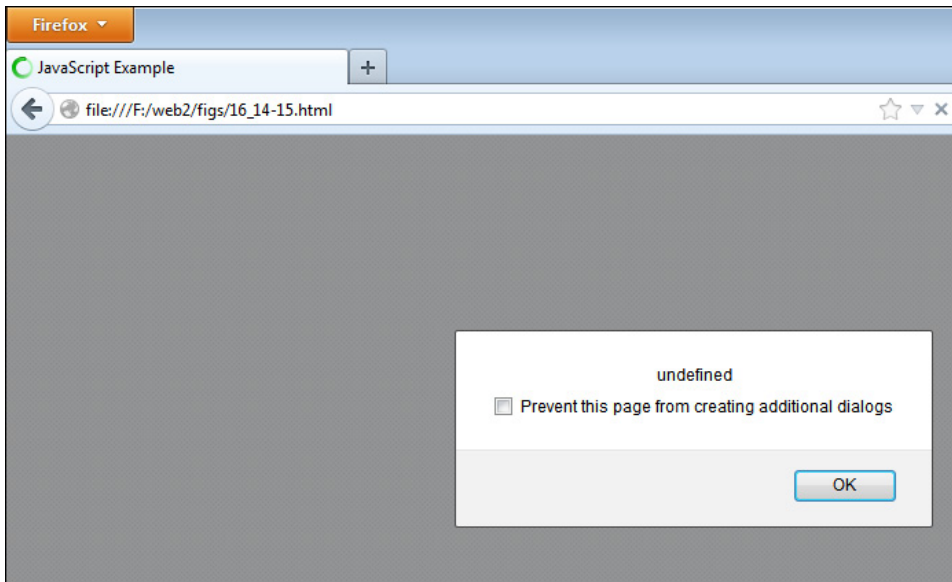 Firefox
JavaScript Example
file:///F:/web2/figs/16_14-15.html
undefined
Prevent this page from creating additional dialogs
OK